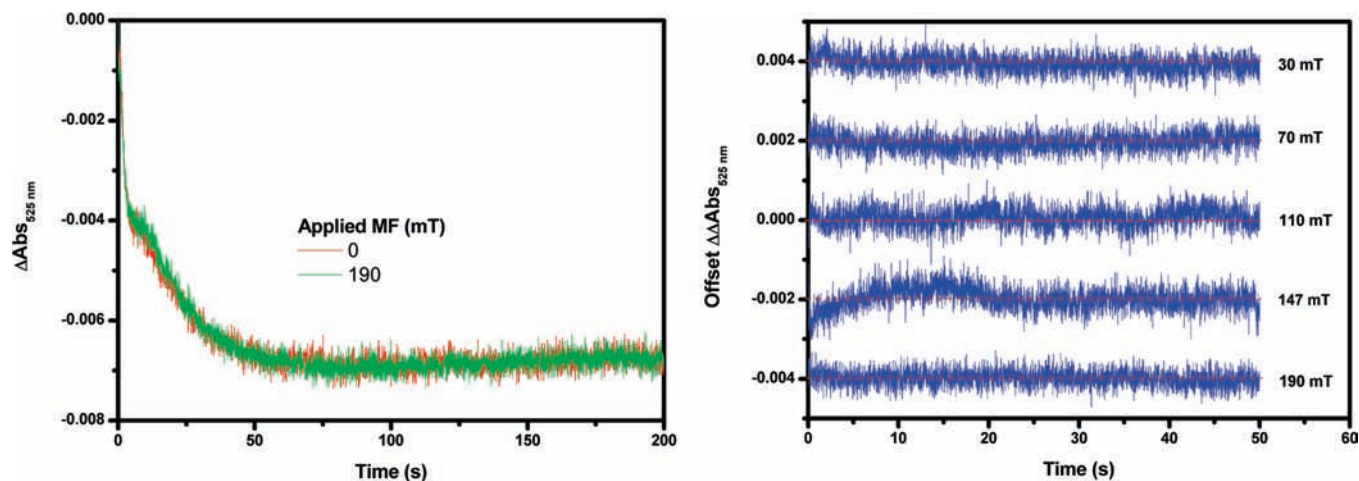 0.000
-0.002
-0.004
-0.006
-0.008
ΔAbs525 nm
Applied MF (mT)
0
190
0 50 100 150 200
Time (s)
0.004
0.002
0.000
-0.002
-0.004
Offset ΔΔAbs525 nm
30 mT
70 mT
110 mT
147 mT
190 mT
0 10 20 30 40 50 60
Time (s)